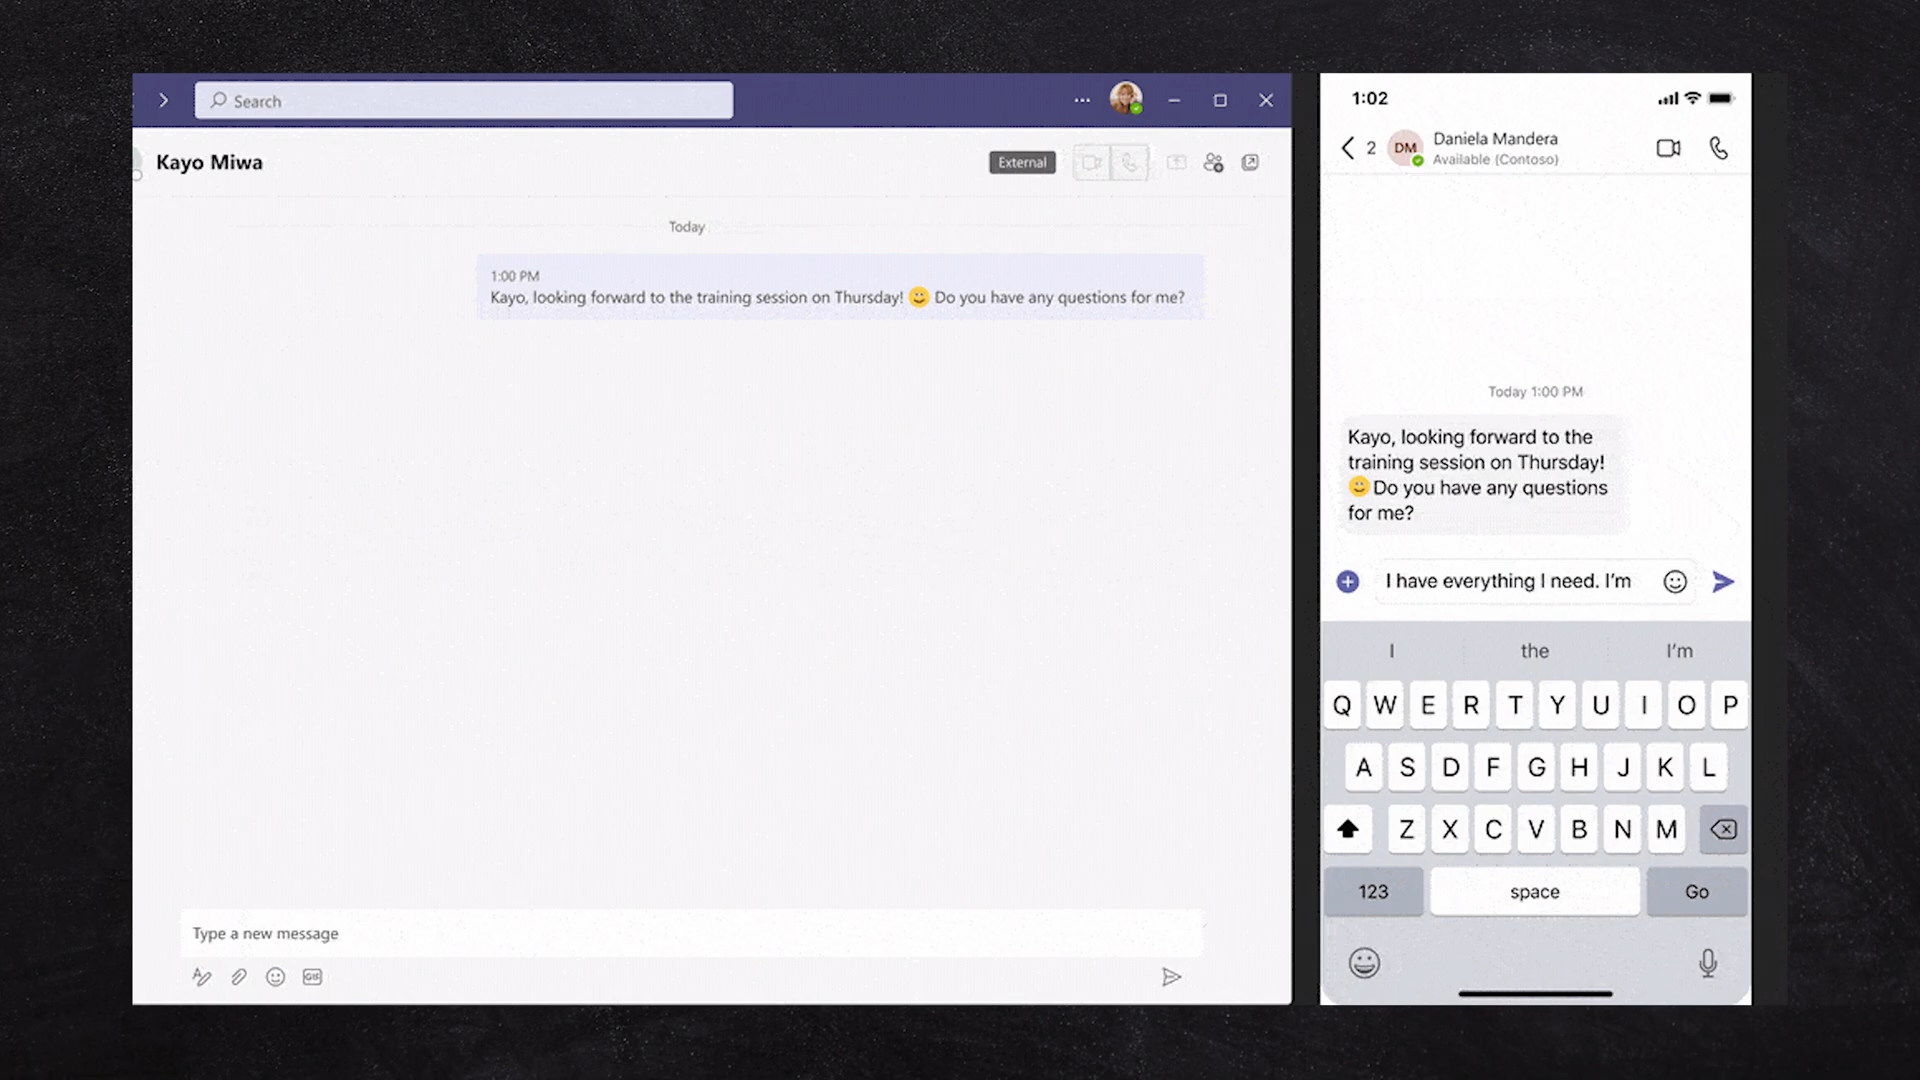 Search
Kayo Miwa
External
Today
1:00 PM
Kayo, looking forward to the training session on Thursday! 🙂 Do you have any questions for me?
Type a new message
GIF
1:02
2
DM
Daniela Mandera
Available (Contoso)
Today 1:00 PM
Kayo, looking forward to the
training session on Thursday!
🙂 Do you have any questions
for me?
I have everything I need. I’m
I the I’m
Q W E R T Y U I O P
A S D F G H J K L
Z X C V B N M
123 space Go